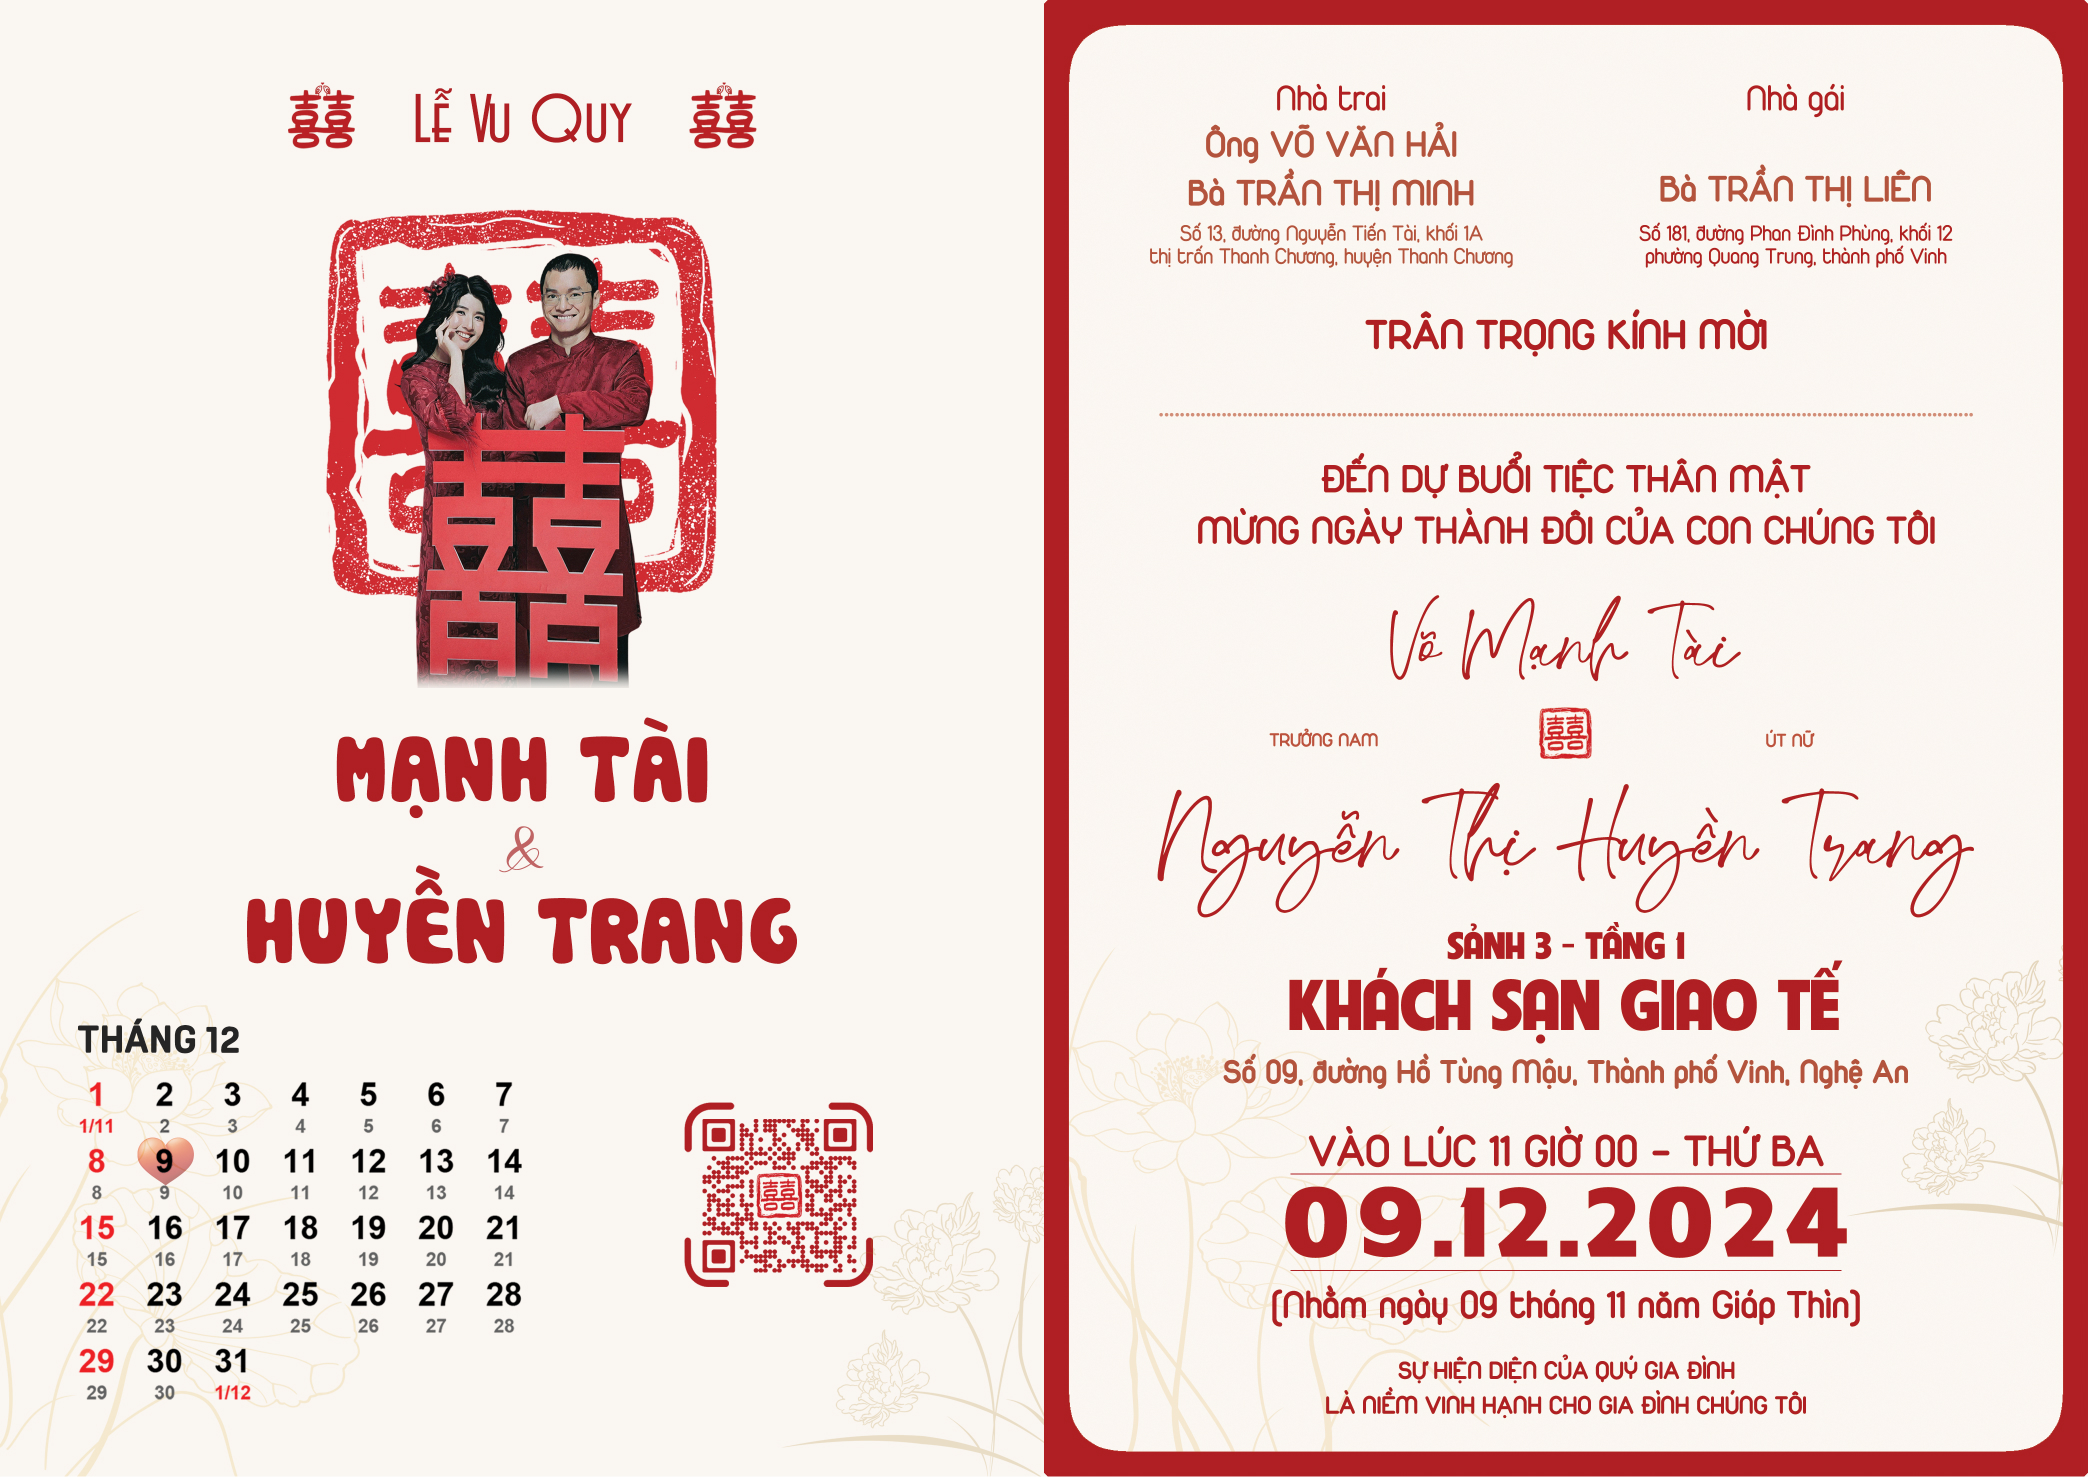 囍 LỄ VU QUY 囍
囍
囍
MẠNH TÀI
&
HUYỀN TRANG
THÁNG 12
1 2 3 4 5 6 7
1/11 2 3 4 5 6 7
8 9 10 11 12 13 14
8 9 10 11 12 13 14
15 16 17 18 19 20 21
15 16 17 18 19 20 21
22 23 24 25 26 27 28
22 23 24 25 26 27 28
29 30 31
29 30 1/12
囍
Nhà trai
Ông VÕ VĂN HẢI
Bà TRẦN THỊ MINH
Số 13, đường Nguyễn Tiến Tài, khối 1A
thị trấn Thanh Chương, huyện Thanh Chương
Nhà gái
Bà TRẦN THỊ LIÊN
Số 181, đường Phan Đình Phùng, khối 12
phường Quang Trung, thành phố Vinh
TRÂN TRỌNG KÍNH MỜI
ĐẾN DỰ BUỔI TIỆC THÂN MẬT
MỪNG NGÀY THÀNH ĐÔI CỦA CON CHÚNG TÔI
Võ Mạnh Tài
TRƯỞNG NAM 囍 ÚT NỮ
Nguyễn Thị Huyền Trang
SẢNH 3 - TẦNG 1
KHÁCH SẠN GIAO TẾ
Số 09, đường Hồ Tùng Mậu, Thành phố Vinh, Nghệ An
VÀO LÚC 11 GIỜ 00 - THỨ BA
09.12.2024
(Nhằm ngày 09 tháng 11 năm Giáp Thìn)
SỰ HIỆN DIỆN CỦA QUÝ GIA ĐÌNH
LÀ NIỀM VINH HẠNH CHO GIA ĐÌNH CHÚNG TÔI